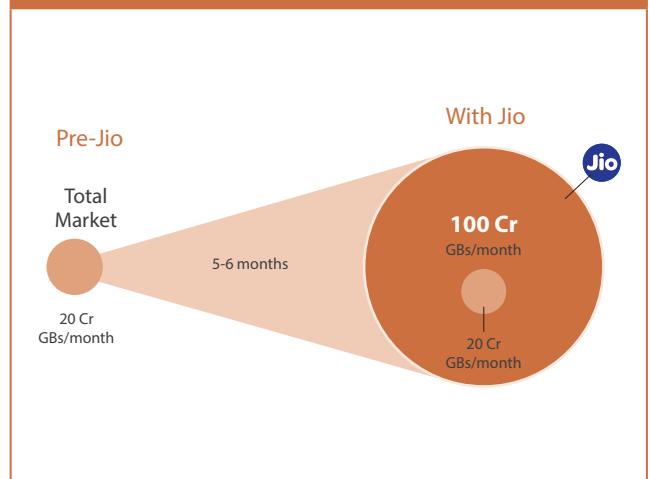 Pre-Jio
Total
Market
20 Cr
GBs/month
5-6 months
With Jio
Jio
100 Cr
GBs/month
20 Cr
GBs/month